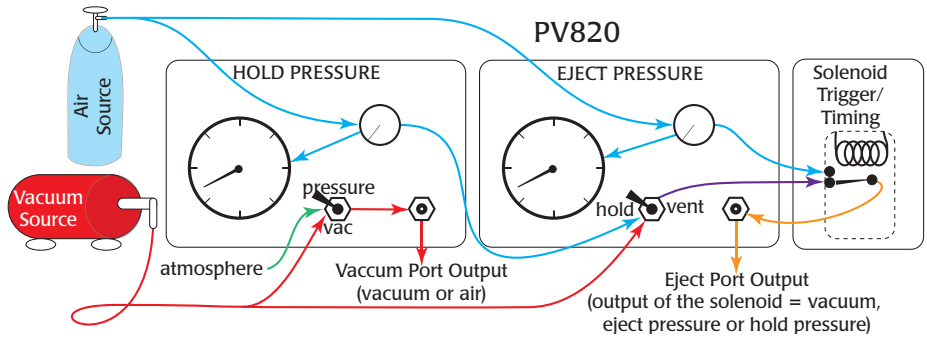 PV820
HOLD PRESSURE
EJECT PRESSURE
Solenoid
Trigger/
Timing
Air
Source
Vacuum
Source
pressure
vac
hold
vent
atmosphere
Vaccum Port Output
(vacuum or air)
Eject Port Output
(output of the solenoid = vacuum,
eject pressure or hold pressure)